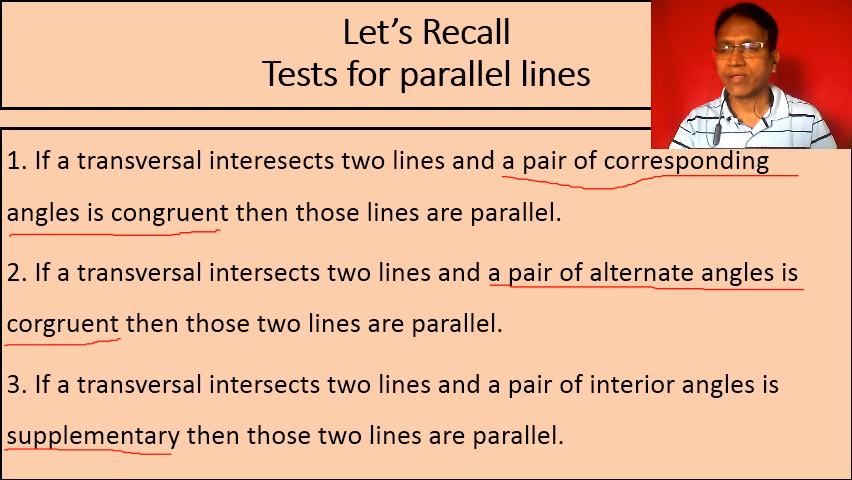 Let's Recall
Tests for parallel lines
1. If a transversal interesects two lines and a pair of corresponding
angles is congruent then those lines are parallel.
2. If a transversal intersects two lines and a pair of alternate angles is
corgruent then those two lines are parallel.
3. If a transversal intersects two lines and a pair of interior angles is
supplementary then those two lines are parallel.